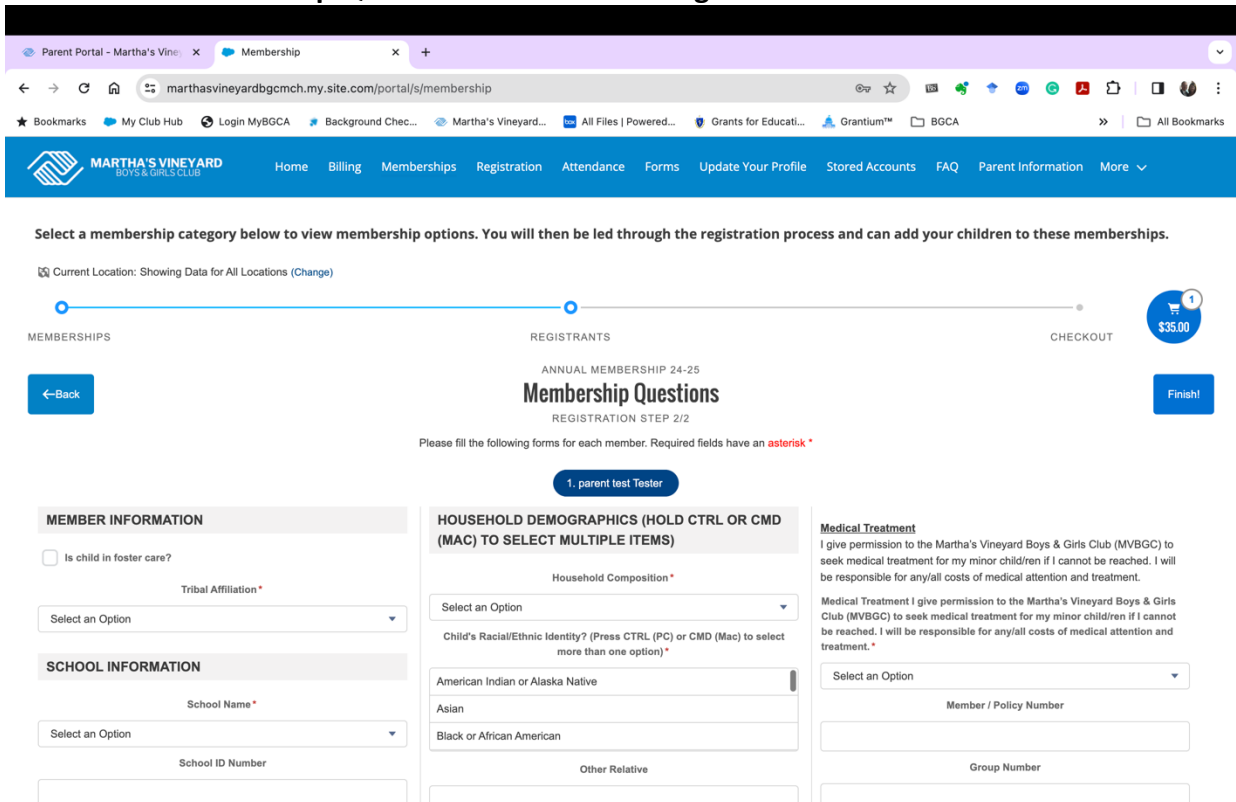 Parent Portal - Martha's Vine
Membership
marthasvineyardbgcmch.my.site.com/portal/s/membership
Bookmarks My Club Hub Login MyBGCA Background Chec... Martha's Vineyard... All Files | Powered... Grants for Educati... Grantium™ BGCA » All Bookmarks
MARTHA'S VINEYARD
BOYS & GIRLS CLUB
Home Billing Memberships Registration Attendance Forms Update Your Profile Stored Accounts FAQ Parent Information More
Select a membership category below to view membership options. You will then be led through the registration process and can add your children to these memberships.
Current Location: Showing Data for All Locations (Change)
1
$35.00
MEMBERSHIPS REGISTRANTS CHECKOUT
←Back
ANNUAL MEMBERSHIP 24-25
Membership Questions
REGISTRATION STEP 2/2
Finish!
Please fill the following forms for each member. Required fields have an asterisk *
1. parent test Tester
MEMBER INFORMATION
Is child in foster care?
Tribal Affiliation *
Select an Option
SCHOOL INFORMATION
School Name *
Select an Option
School ID Number
HOUSEHOLD DEMOGRAPHICS (HOLD CTRL OR CMD
(MAC) TO SELECT MULTIPLE ITEMS)
Household Composition *
Select an Option
Child's Racial/Ethnic Identity? (Press CTRL (PC) or CMD (Mac) to select
more than one option) *
American Indian or Alaska Native
Asian
Black or African American
Other Relative
Medical Treatment
I give permission to the Martha's Vineyard Boys & Girls Club (MVBGC) to
seek medical treatment for my minor child/ren if I cannot be reached. I will
be responsible for any/all costs of medical attention and treatment.
Medical Treatment I give permission to the Martha's Vineyard Boys & Girls
Club (MVBGC) to seek medical treatment for my minor child/ren if I cannot
be reached. I will be responsible for any/all costs of medical attention and
treatment. *
Select an Option
Member / Policy Number
Group Number